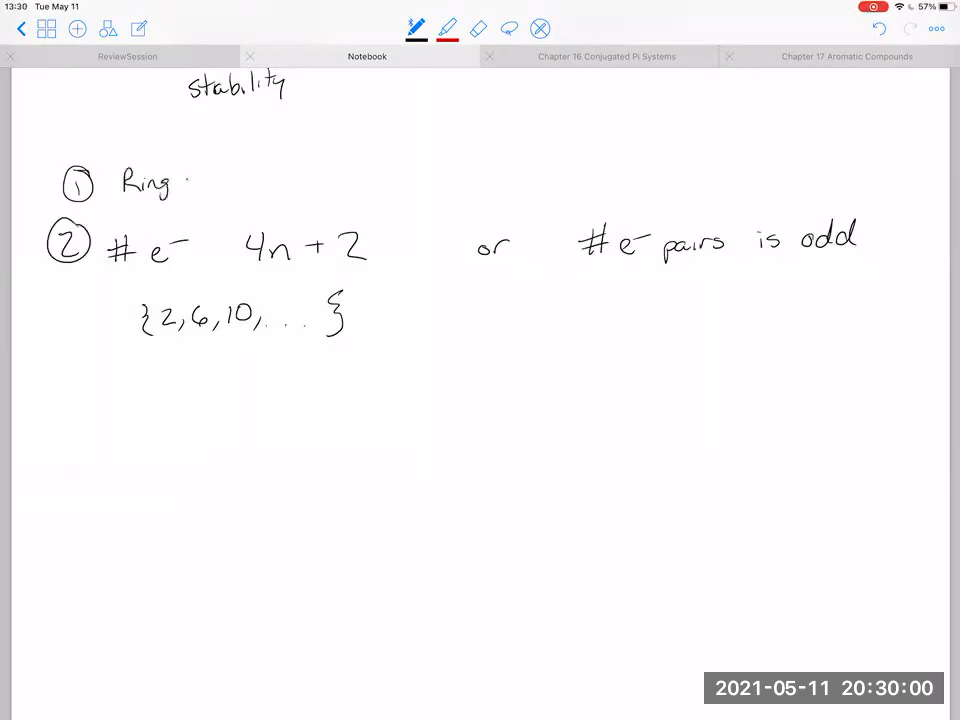 13:30 Tue May 11
57%
ReviewSession
Notebook
Chapter 16 Conjugated Pi Systems
Chapter 17 Aromatic Compounds
stability
① Ring
② # e⁻ 4n + 2 or # e⁻ pairs is odd
{2, 6, 10, . . . }
2021-05-11 20:30:00